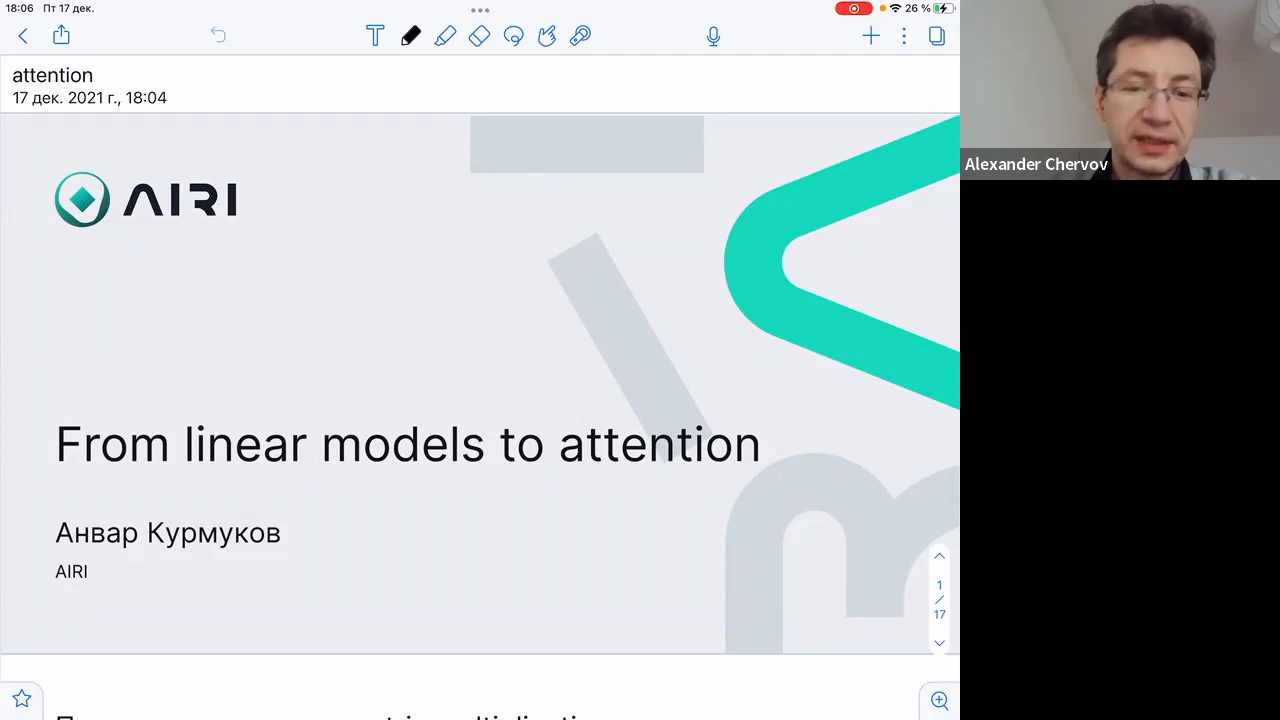 18:06 Пт 17 дек.
26 %
attention
17 дек. 2021 г., 18:04
AIRI
From linear models to attention
Анвар Курмуков
AIRI
1
/
17
Alexander Chervov